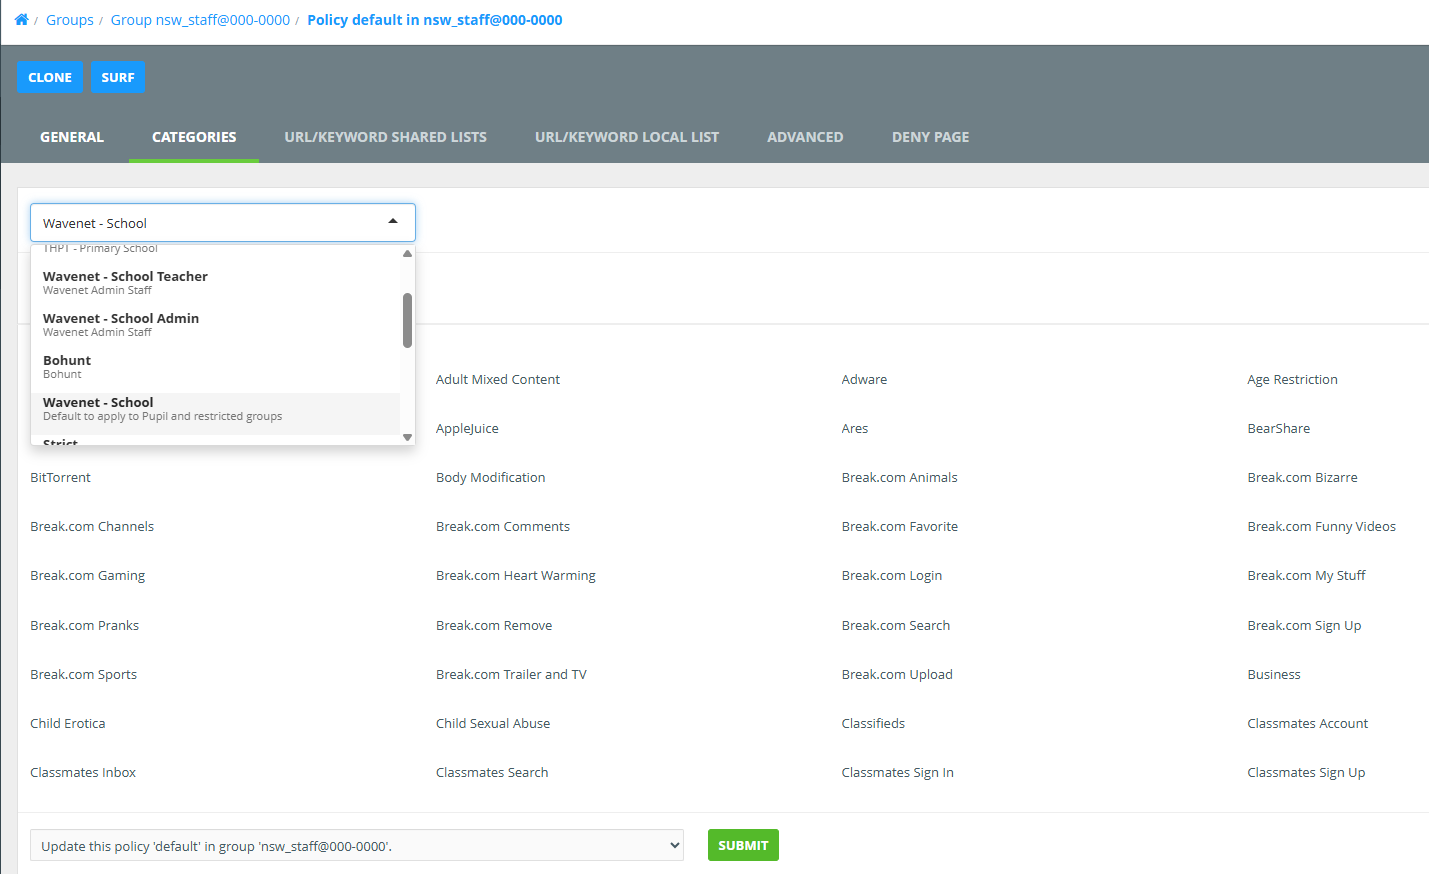 / Groups / Group nsw_staff@000-0000 / Policy default in nsw_staff@000-0000
CLONE SURF
GENERAL CATEGORIES URL/KEYWORD SHARED LISTS URL/KEYWORD LOCAL LIST ADVANCED DENY PAGE
Wavenet - School
THPT - Primary School
Wavenet - School Teacher
Wavenet Admin Staff
Wavenet - School Admin
Wavenet Admin Staff
Bohunt
Bohunt
Wavenet - School
Default to apply to Pupil and restricted groups
Strict
Adult Mixed Content Adware Age Restriction
AppleJuice Ares BearShare
BitTorrent Body Modification Break.com Animals Break.com Bizarre
Break.com Channels Break.com Comments Break.com Favorite Break.com Funny Videos
Break.com Gaming Break.com Heart Warming Break.com Login Break.com My Stuff
Break.com Pranks Break.com Remove Break.com Search Break.com Sign Up
Break.com Sports Break.com Trailer and TV Break.com Upload Business
Child Erotica Child Sexual Abuse Classifieds Classmates Account
Classmates Inbox Classmates Search Classmates Sign In Classmates Sign Up
Update this policy 'default' in group 'nsw_staff@000-0000'. SUBMIT